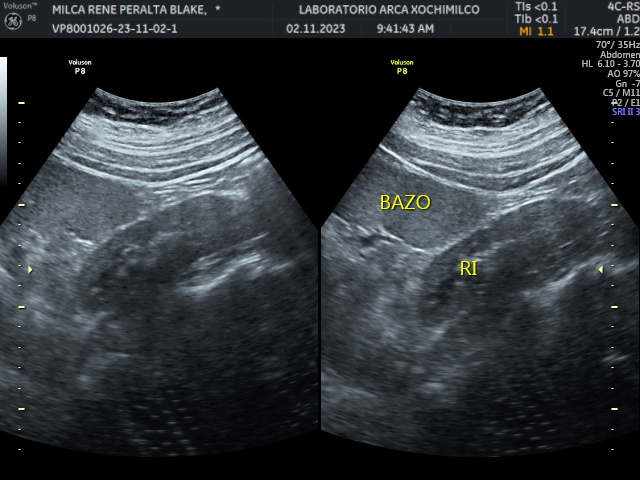 Voluson™
GE P8
MILCA RENE PERALTA BLAKE, *
LABORATORIO ARCA XOCHIMILCO
TIs <0.1
4C-RS
VP8001026-23-11-02-1
02.11.2023
9:41:43 AM
TIb <0.1
ABD
MI 1.1
17.4cm / 1.2
70°/ 35Hz
Abdomen
HL 6.10 - 3.70
AO 97%
Gn -7
C5 / M11
P2 / E1
SRI II 3
Voluson
P8
Voluson
P8
BAZO
RI